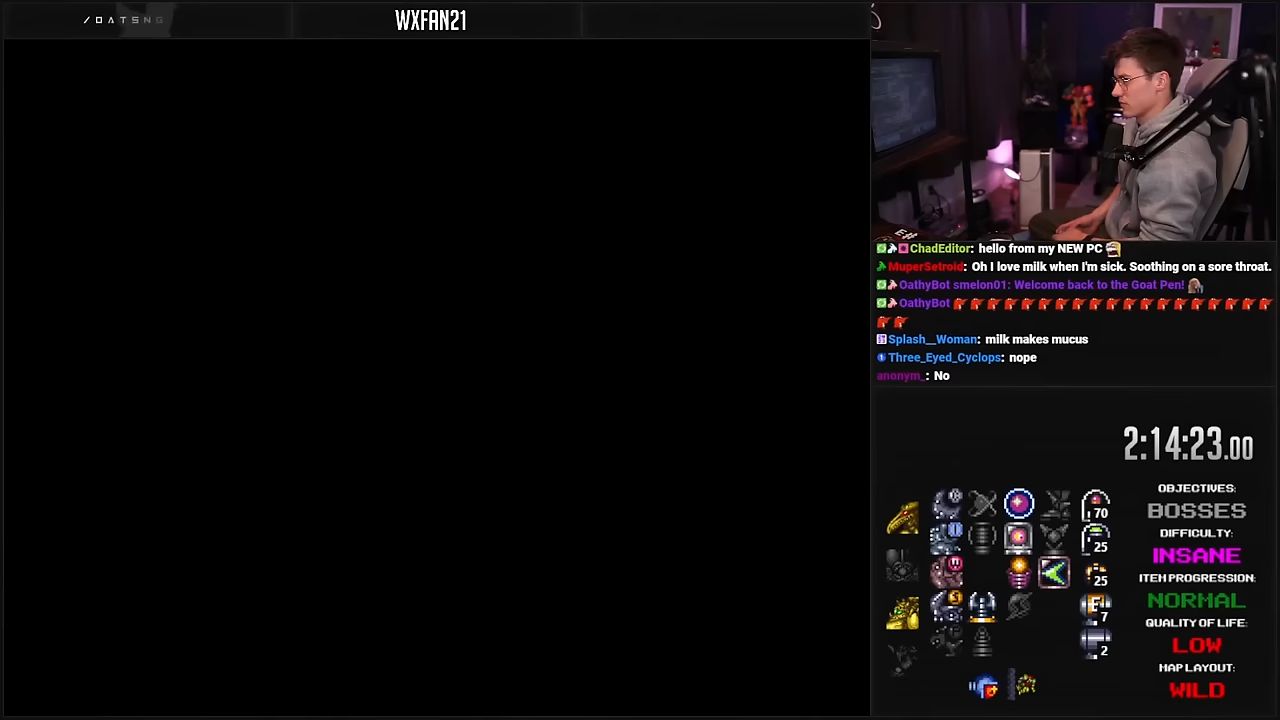 /OATSNG
WXFAN21
ChadEditor: hello from my NEW PC
MuperSetroid: Oh I love milk when I'm sick. Soothing on a sore throat.
OathyBot smelon01: Welcome back to the Goat Pen!
OathyBot
Splash__Woman: milk makes mucus
Three_Eyed_Cyclops: nope
anonym_: No
2:14:23.00
OBJECTIVES:
BOSSES
DIFFICULTY:
INSANE
ITEM PROGRESSION:
NORMAL
QUALITY OF LIFE:
LOW
MAP LAYOUT:
WILD
70
25
25
7
2